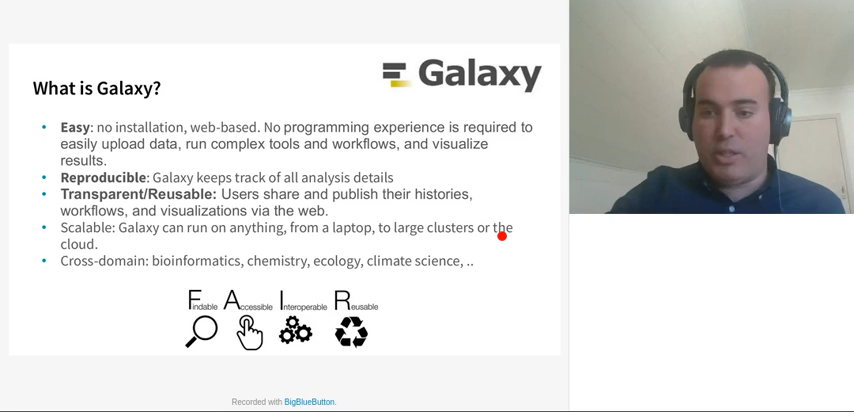 Galaxy
What is Galaxy?
• Easy: no installation, web-based. No programming experience is required to
easily upload data, run complex tools and workflows, and visualize
results.
• Reproducible: Galaxy keeps track of all analysis details
• Transparent/Reusable: Users share and publish their histories,
workflows, and visualizations via the web.
• Scalable: Galaxy can run on anything, from a laptop, to large clusters or the
cloud.
• Cross-domain: bioinformatics, chemistry, ecology, climate science, ..
Findable Accessible Interoperable Reusable
Recorded with BigBlueButton.